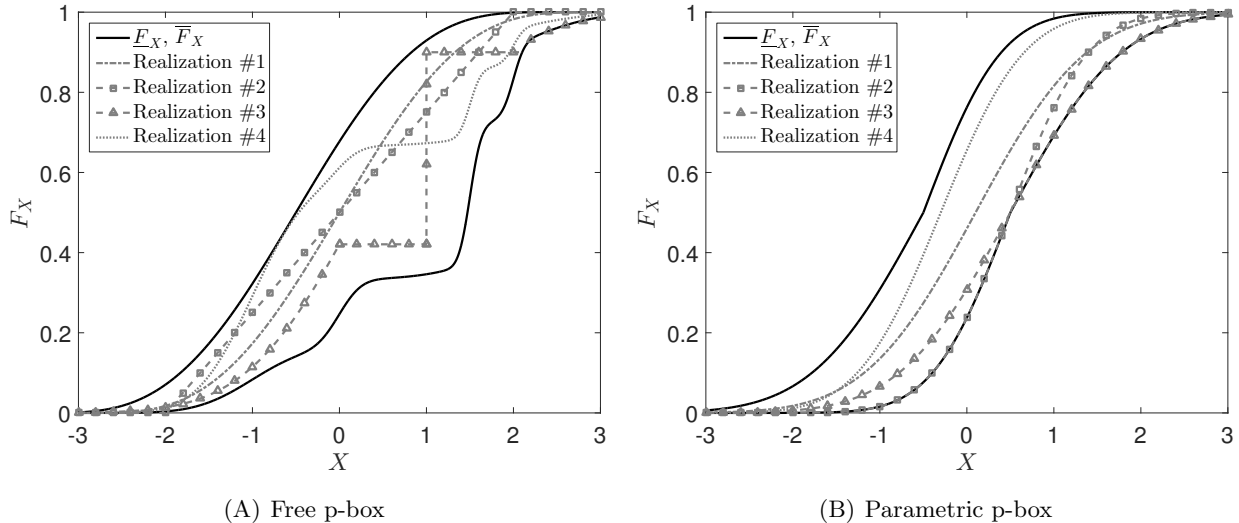 1
0.8
0.6
0.4
0.2
0
F_X
-3 -2 -1 0 1 2 3
X
F̲_X, F̅_X
Realization #1
Realization #2
Realization #3
Realization #4
(A) Free p-box
1
0.8
0.6
0.4
0.2
0
F_X
-3 -2 -1 0 1 2 3
X
F̲_X, F̅_X
Realization #1
Realization #2
Realization #3
Realization #4
(B) Parametric p-box